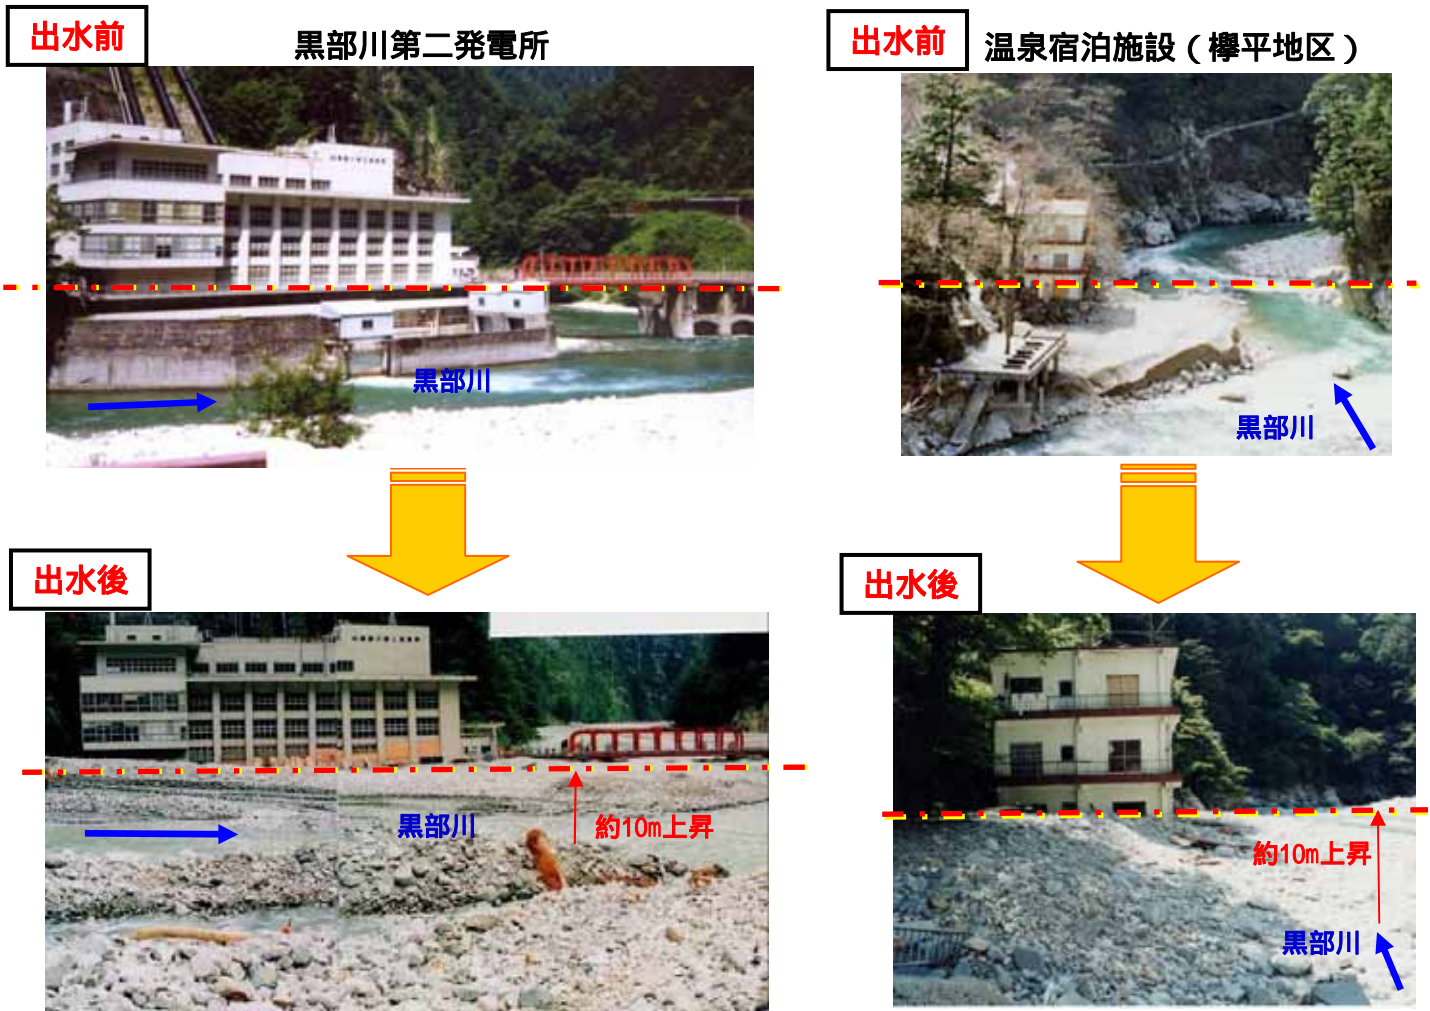 出水前
黒部川第二発電所
黒部川
出水前
温泉宿泊施設（欅平地区）
黒部川
出水後
黒部川
約10m上昇
出水後
約10m上昇
黒部川